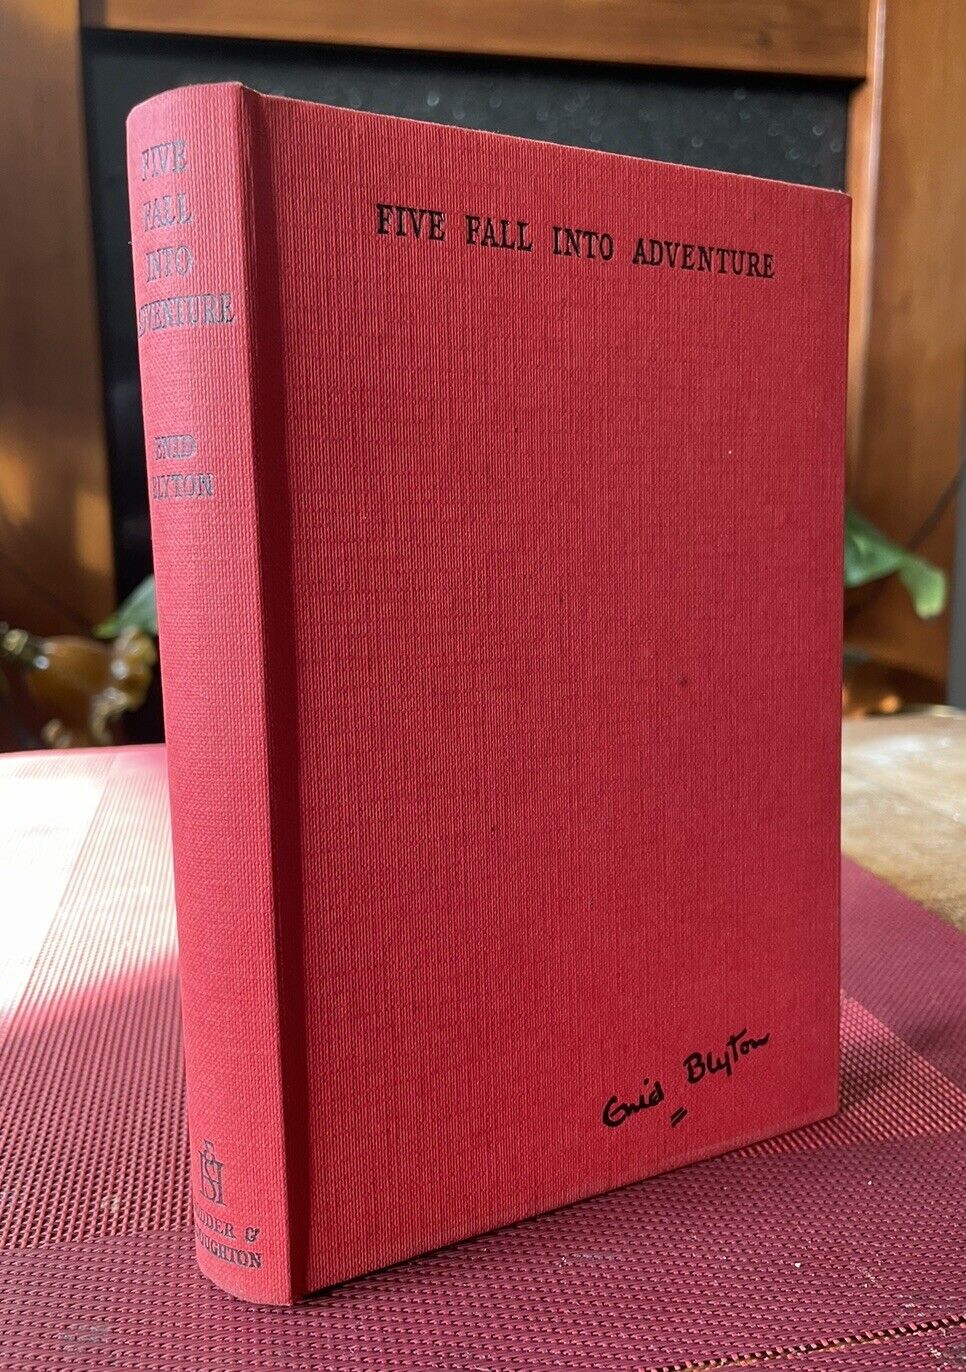 FIVE
FALL
INTO
ADVENTURE
ENID
BLYTON
HODDER &
STOUGHTON
FIVE FALL INTO ADVENTURE
Enid Blyton